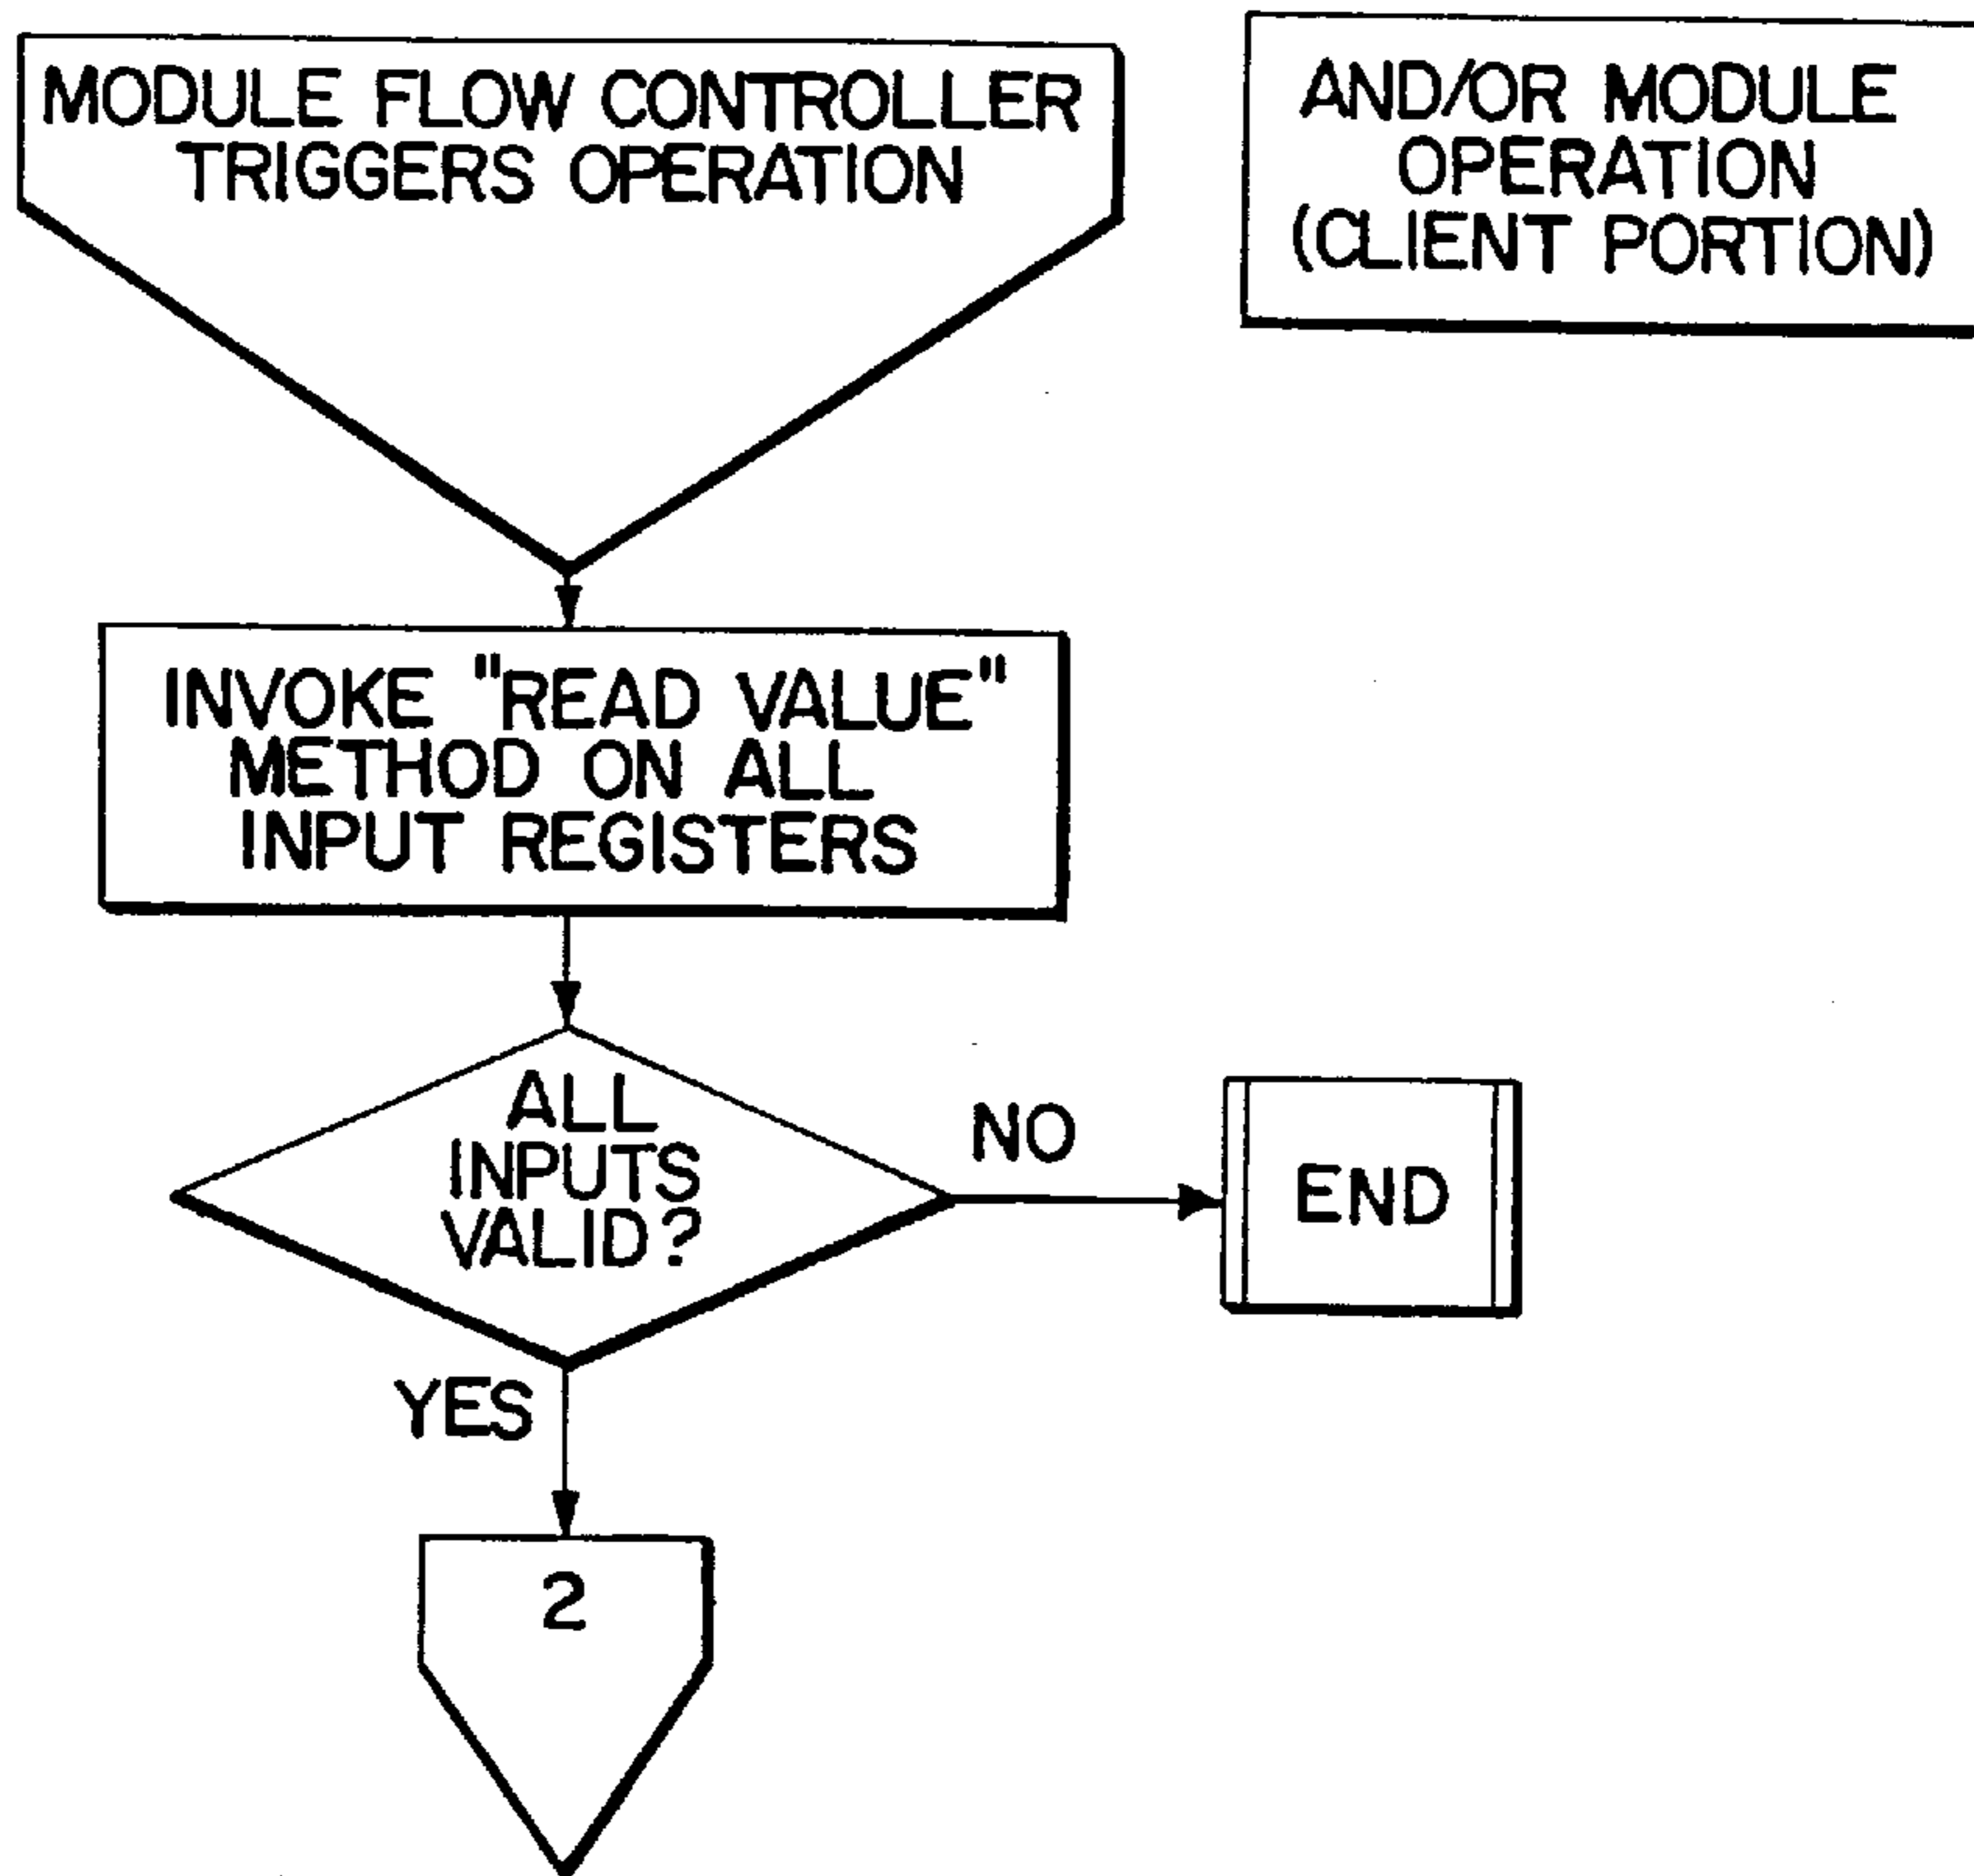 MODULE FLOW CONTROLLER
TRIGGERS OPERATION
AND/OR MODULE
OPERATION
(CLIENT PORTION)
INVOKE "READ VALUE"
METHOD ON ALL
INPUT REGISTERS
ALL
INPUTS
VALID?
NO
END
YES
2